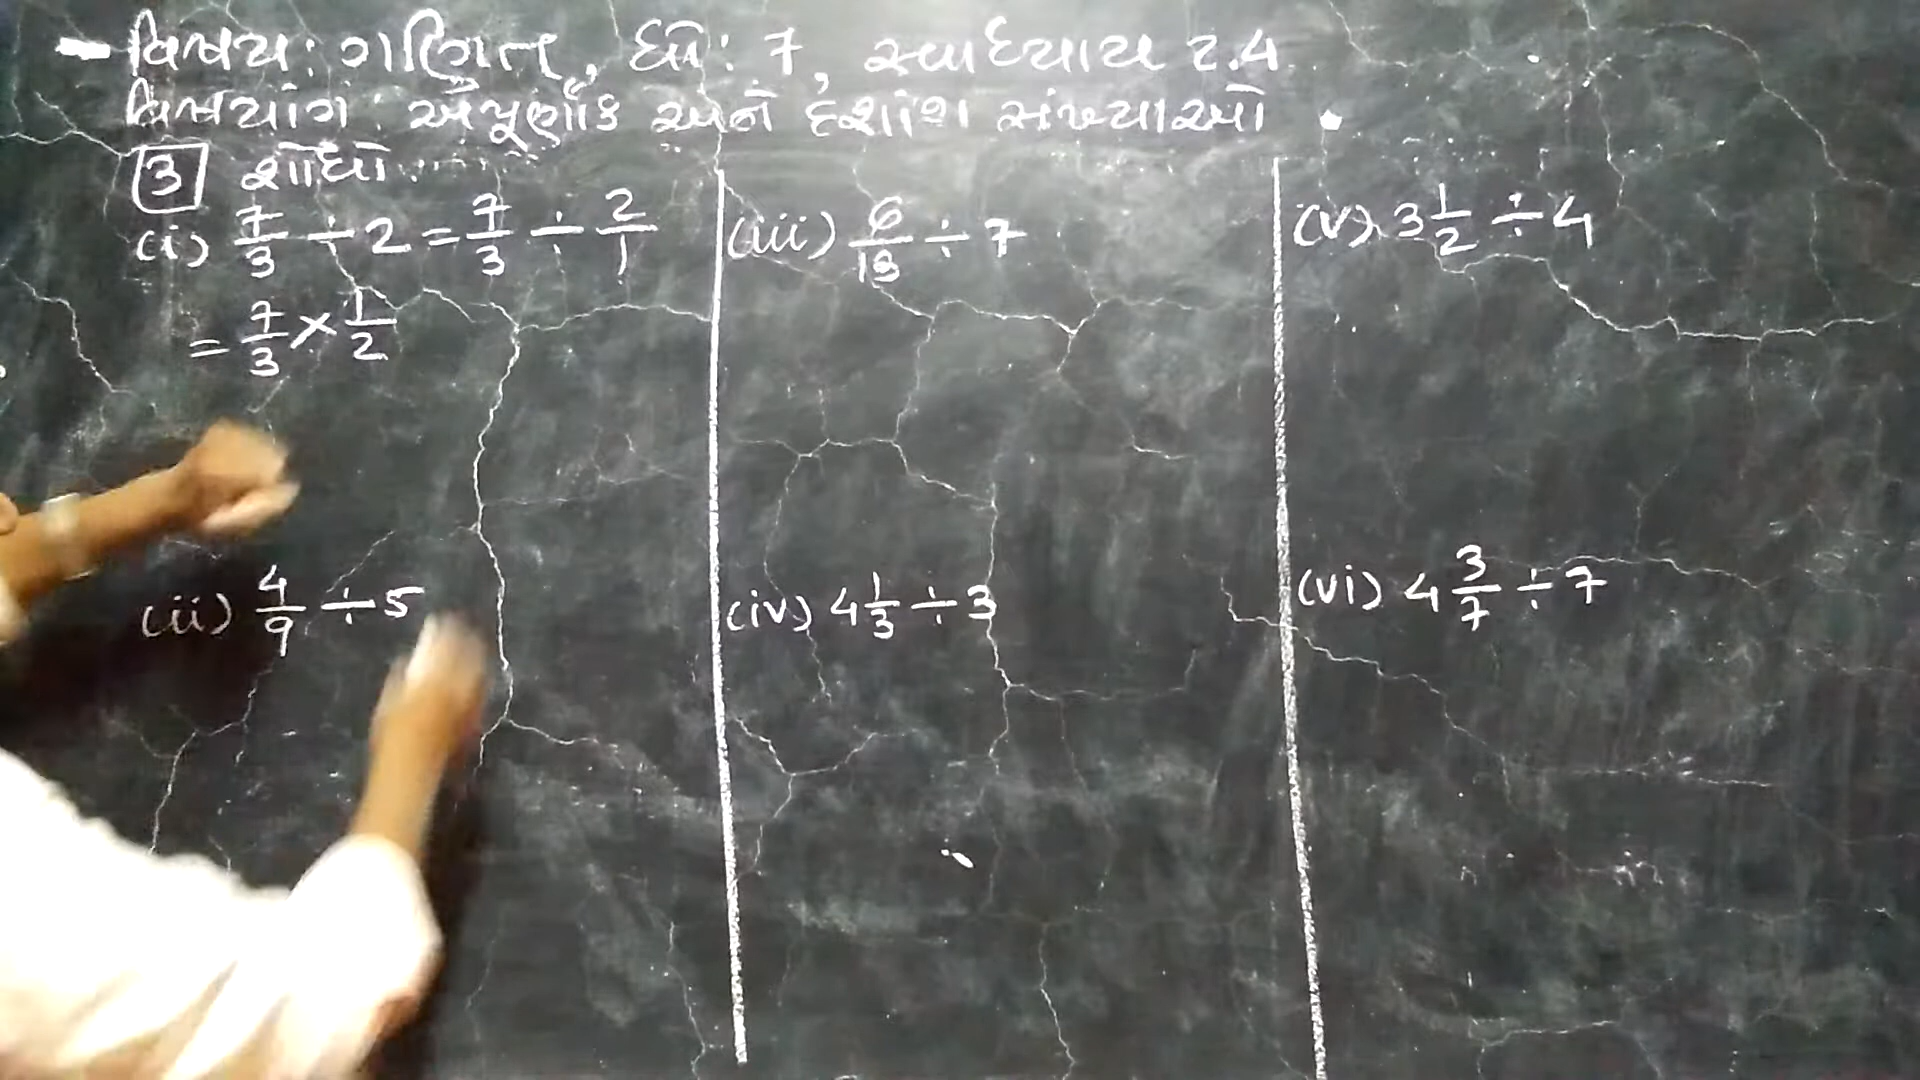 વિષય: ગણિત, ધો: 7, સ્વાધ્યાય 2.4
વિષયાંગ: અપૂર્ણાંક અને દશાંશ સંખ્યાઓ
3 શોધો.
(i) 7/3 ÷ 2 = 7/3 ÷ 2/1
= 7/3 × 1/2
(ii) 4/9 ÷ 5
(iii) 6/13 ÷ 7
(iv) 4 1/3 ÷ 3
(v) 3 1/2 ÷ 4
(vi) 4 3/7 ÷ 7